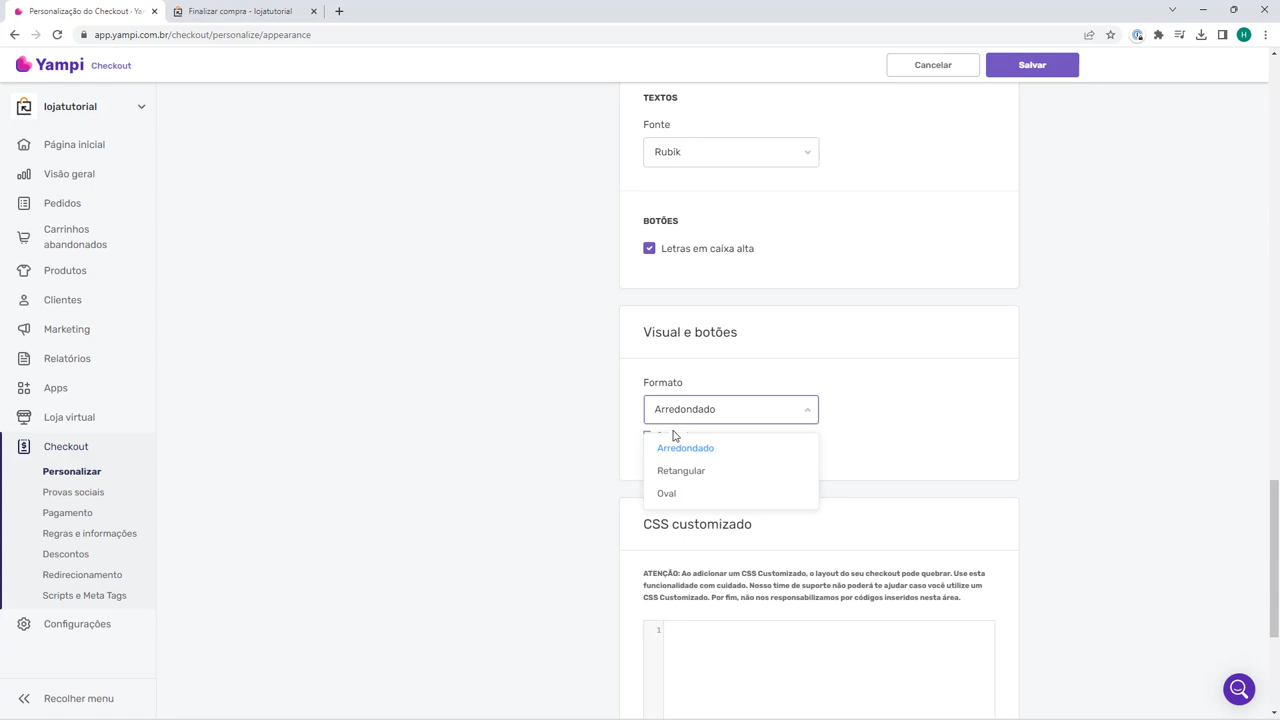 Personalização do Checkout · Yam
Finalizar compra - lojatutorial
app.yampi.com.br/checkout/personalize/appearance
H
Yampi Checkout
Cancelar
Salvar
lojatutorial
Página inicial
Visão geral
Pedidos
Carrinhos
abandonados
Produtos
Clientes
Marketing
Relatórios
Apps
Loja virtual
Checkout
Personalizar
Provas sociais
Pagamento
Regras e informações
Descontos
Redirecionamento
Scripts e Meta Tags
Configurações
Recolher menu
TEXTOS
Fonte
Rubik
BOTÕES
Letras em caixa alta
Visual e botões
Formato
Arredondado
Arredondado
Retangular
Oval
CSS customizado
ATENÇÃO: Ao adicionar um CSS Customizado, o layout do seu checkout pode quebrar. Use esta
funcionalidade com cuidado. Nosso time de suporte não poderá te ajudar caso você utilize um
CSS Customizado. Por fim, não nos responsabilizamos por códigos inseridos nesta área.
1